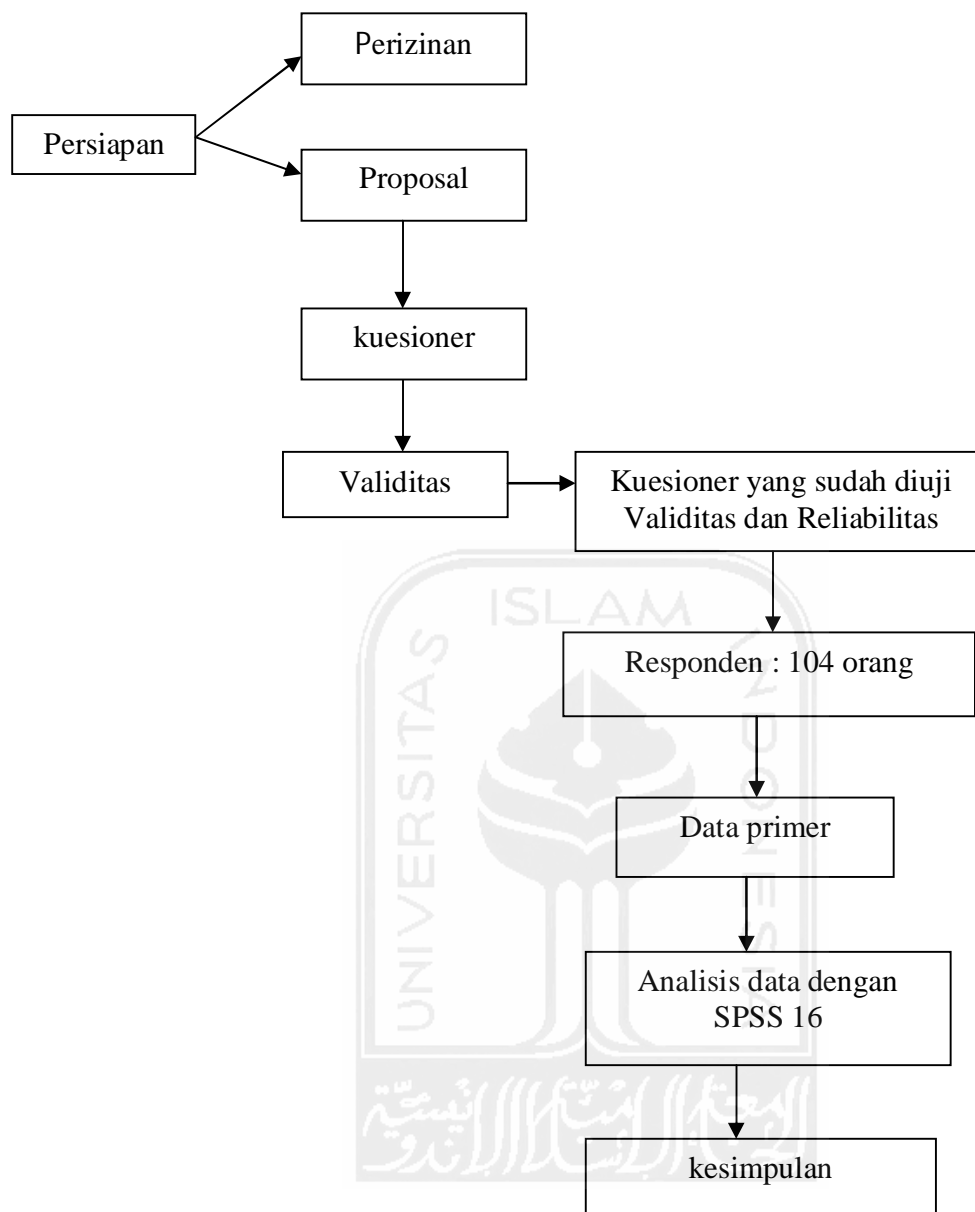 Perizinan
Persiapan
Proposal
kuesioner
Validitas
Kuesioner yang sudah diuji
Validitas dan Reliabilitas
Responden : 104 orang
Data primer
Analisis data dengan
SPSS 16
kesimpulan
UNIVERSITAS
ISLAM
INDONESIA